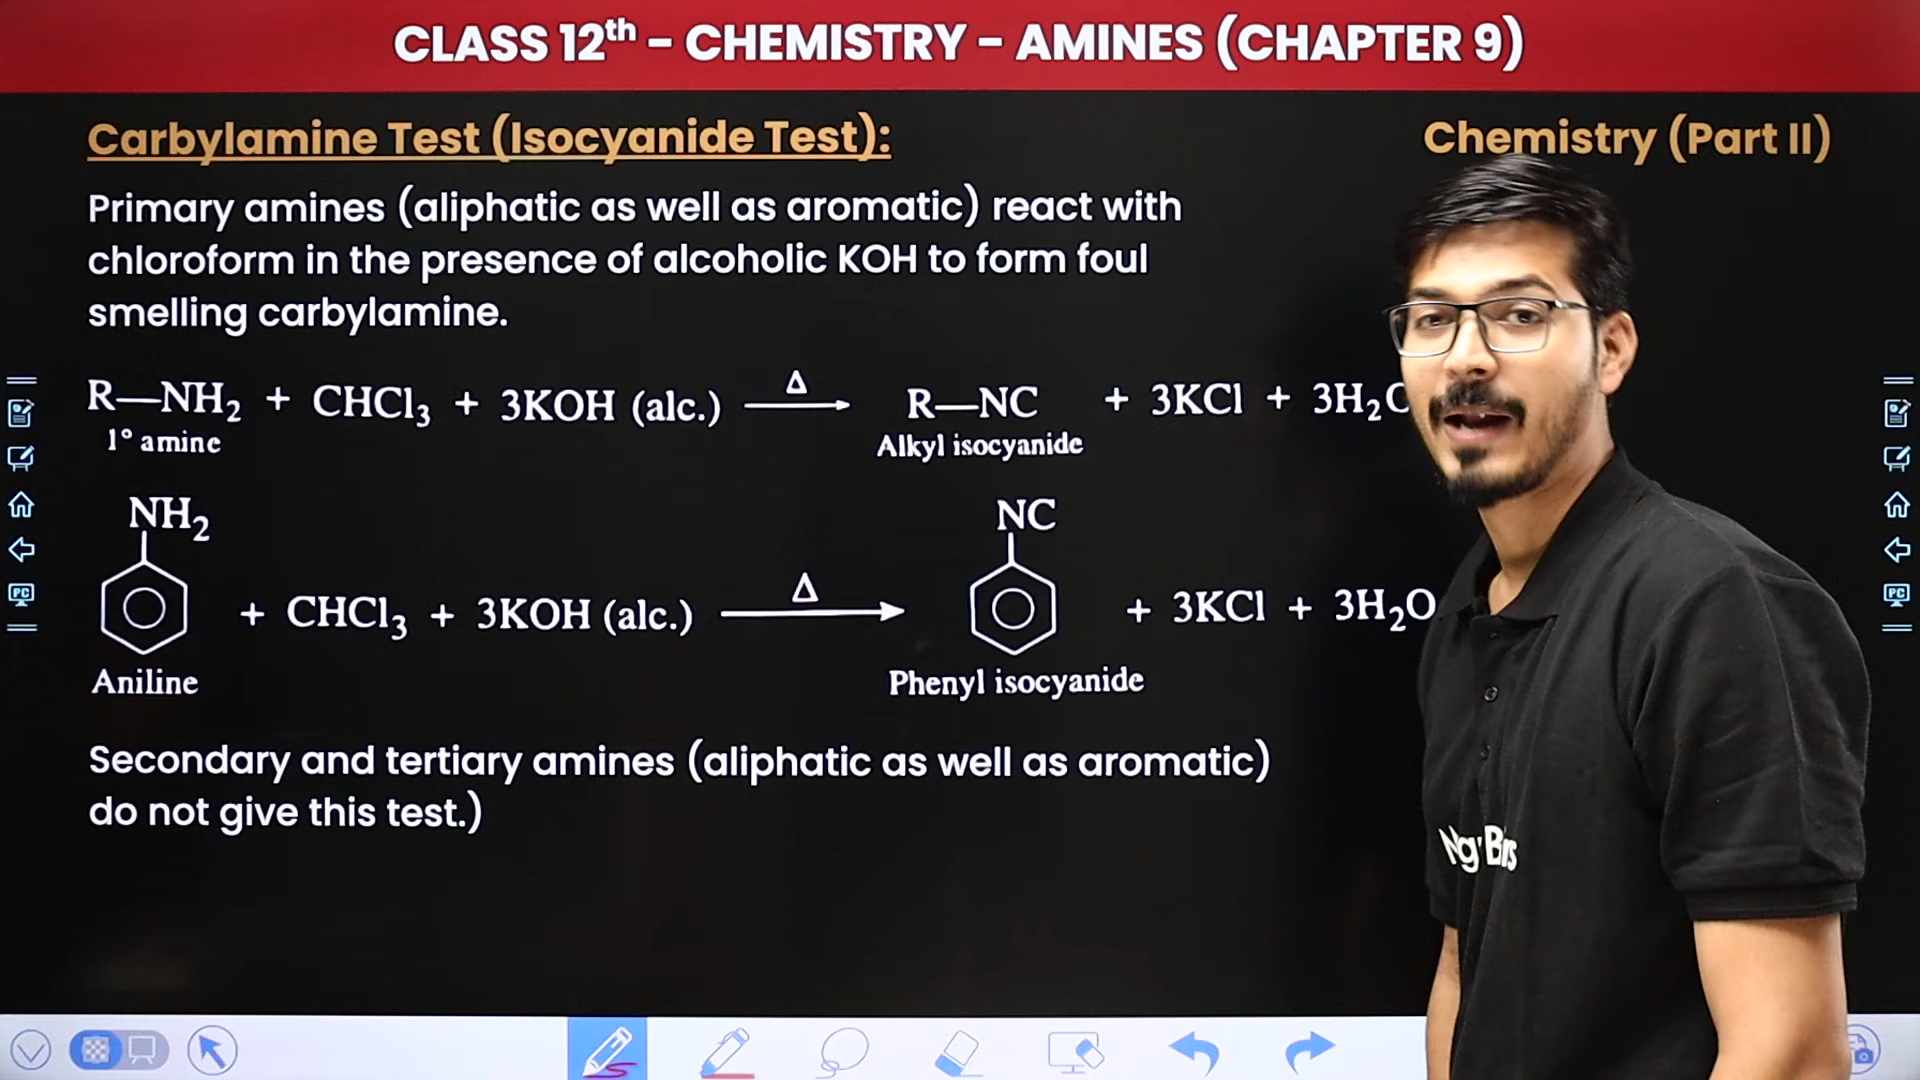 CLASS 12th - CHEMISTRY - AMINES (CHAPTER 9)
Carbylamine Test (Isocyanide Test):
Chemistry (Part II)
Primary amines (aliphatic as well as aromatic) react with
chloroform in the presence of alcoholic KOH to form foul
smelling carbylamine.
R—NH₂ + CHCl₃ + 3KOH (alc.) Δ⟶ R—NC + 3KCl + 3H₂O
1° amine
Alkyl isocyanide
NH₂
NC
+ CHCl₃ + 3KOH (alc.) Δ⟶ + 3KCl + 3H₂O
Aniline
Phenyl isocyanide
Secondary and tertiary amines (aliphatic as well as aromatic)
do not give this test.)
PC
PC